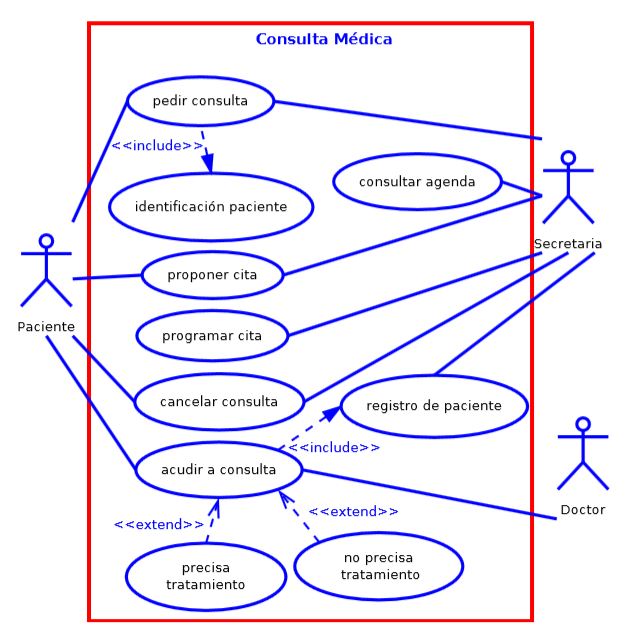 Consulta Médica
pedir consulta
<<include>>
consultar agenda
identificación paciente
Secretaria
proponer cita
Paciente
programar cita
cancelar consulta
registro de paciente
<<include>>
acudir a consulta
Doctor
<<extend>>
<<extend>>
precisa
tratamiento
no precisa
tratamiento